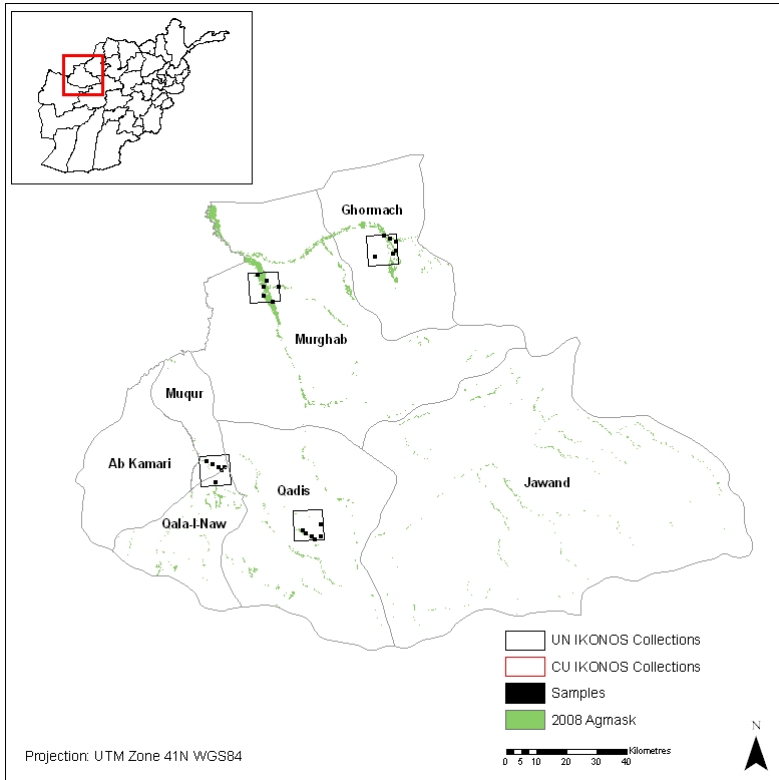 Ghormach
Murghab
Muqur
Ab Kamari
Qadis
Jawand
Qala-I-Naw
UN IKONOS Collections
CU IKONOS Collections
Samples
2008 Agmask
N
Projection: UTM Zone 41N WGS84
Kilometres
0 5 10 20 30 40